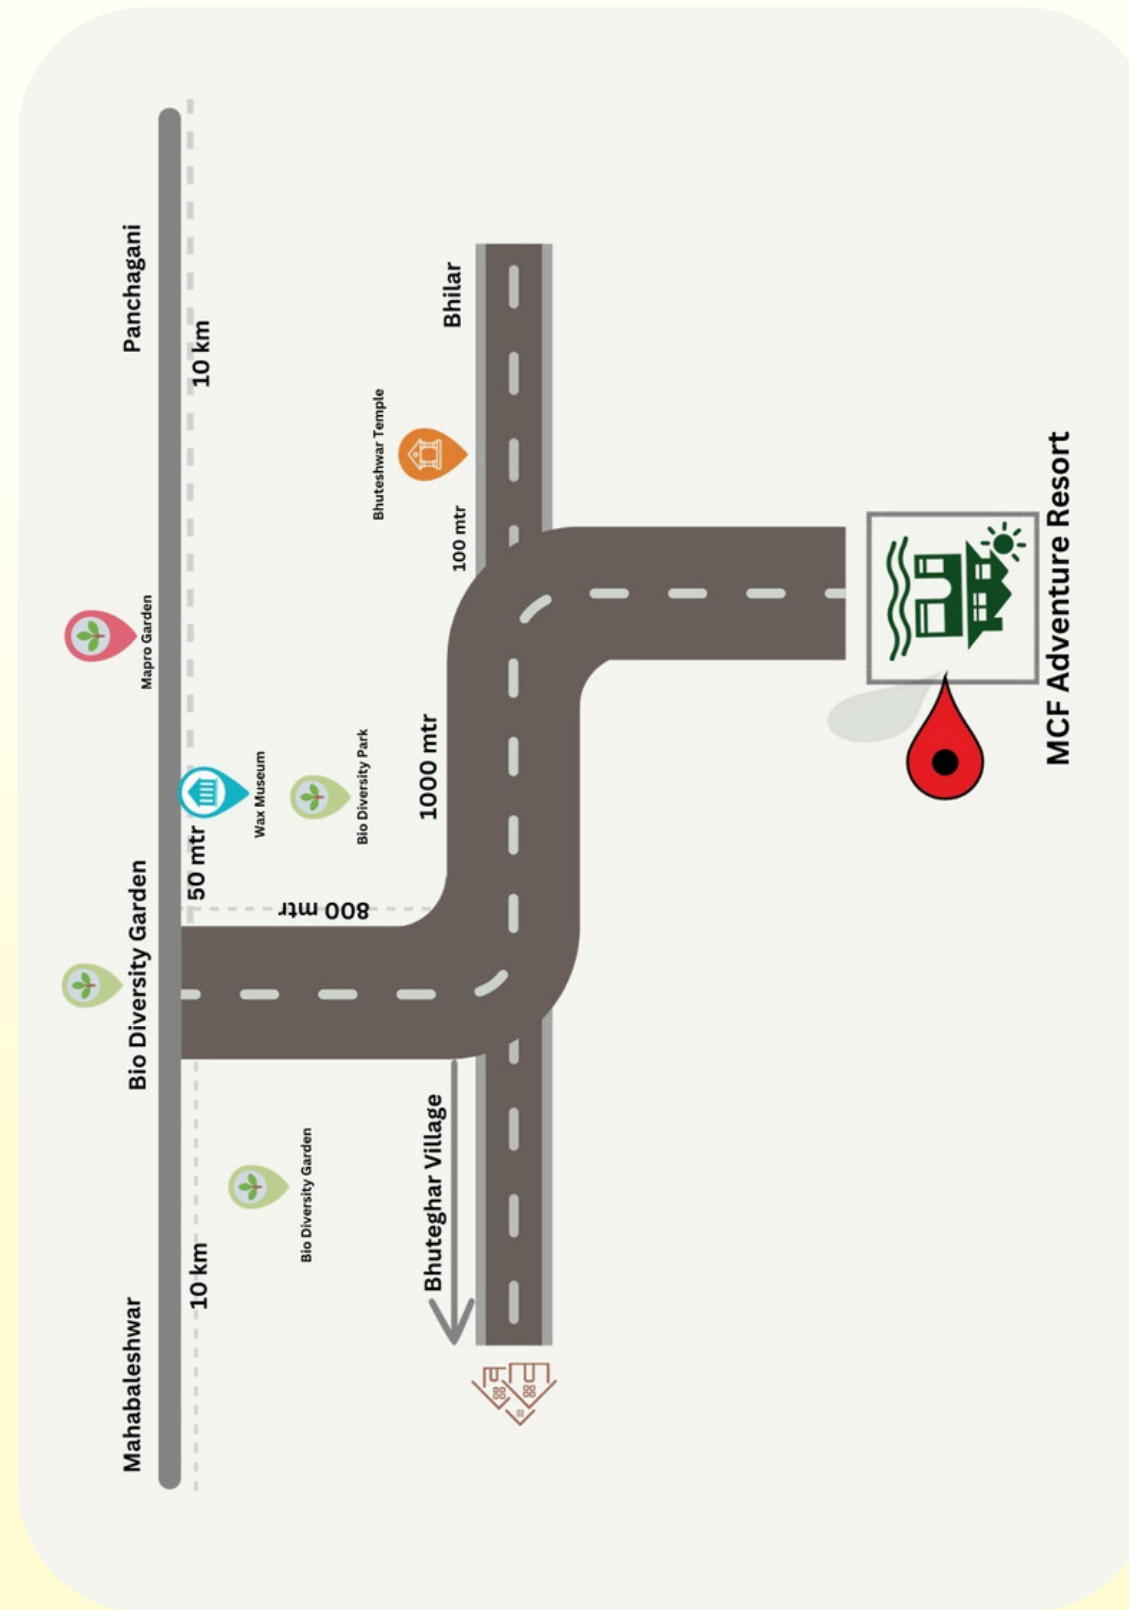 Mahabaleshwar
Bio Diversity Garden
Mapro Garden
Panchagani
10 km
50 mtr
10 km
Wax Museum
Bio Diversity Garden
800 mtr
Bio Diversity Park
Bhuteshwar Temple
Bhuteghar Village
1000 mtr
100 mtr
Bhilar
MCF Adventure Resort